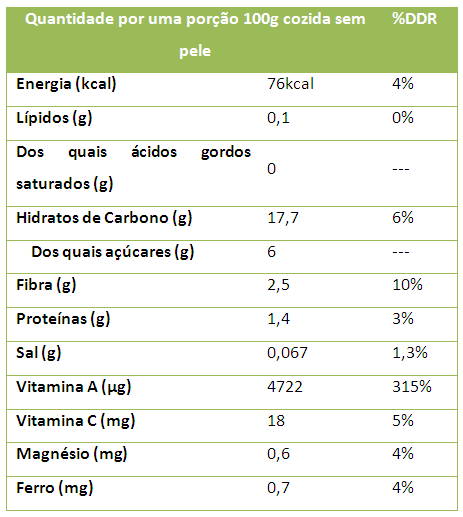 Quantidade por uma porção 100g cozida sem %DDR
pele
Energia (kcal) 76kcal 4%
Lípidos (g) 0,1 0%
Dos quais ácidos gordos
saturados (g) 0 ---
Hidratos de Carbono (g) 17,7 6%
Dos quais açúcares (g) 6 ---
Fibra (g) 2,5 10%
Proteínas (g) 1,4 3%
Sal (g) 0,067 1,3%
Vitamina A (µg) 4722 315%
Vitamina C (mg) 18 5%
Magnésio (mg) 0,6 4%
Ferro (mg) 0,7 4%